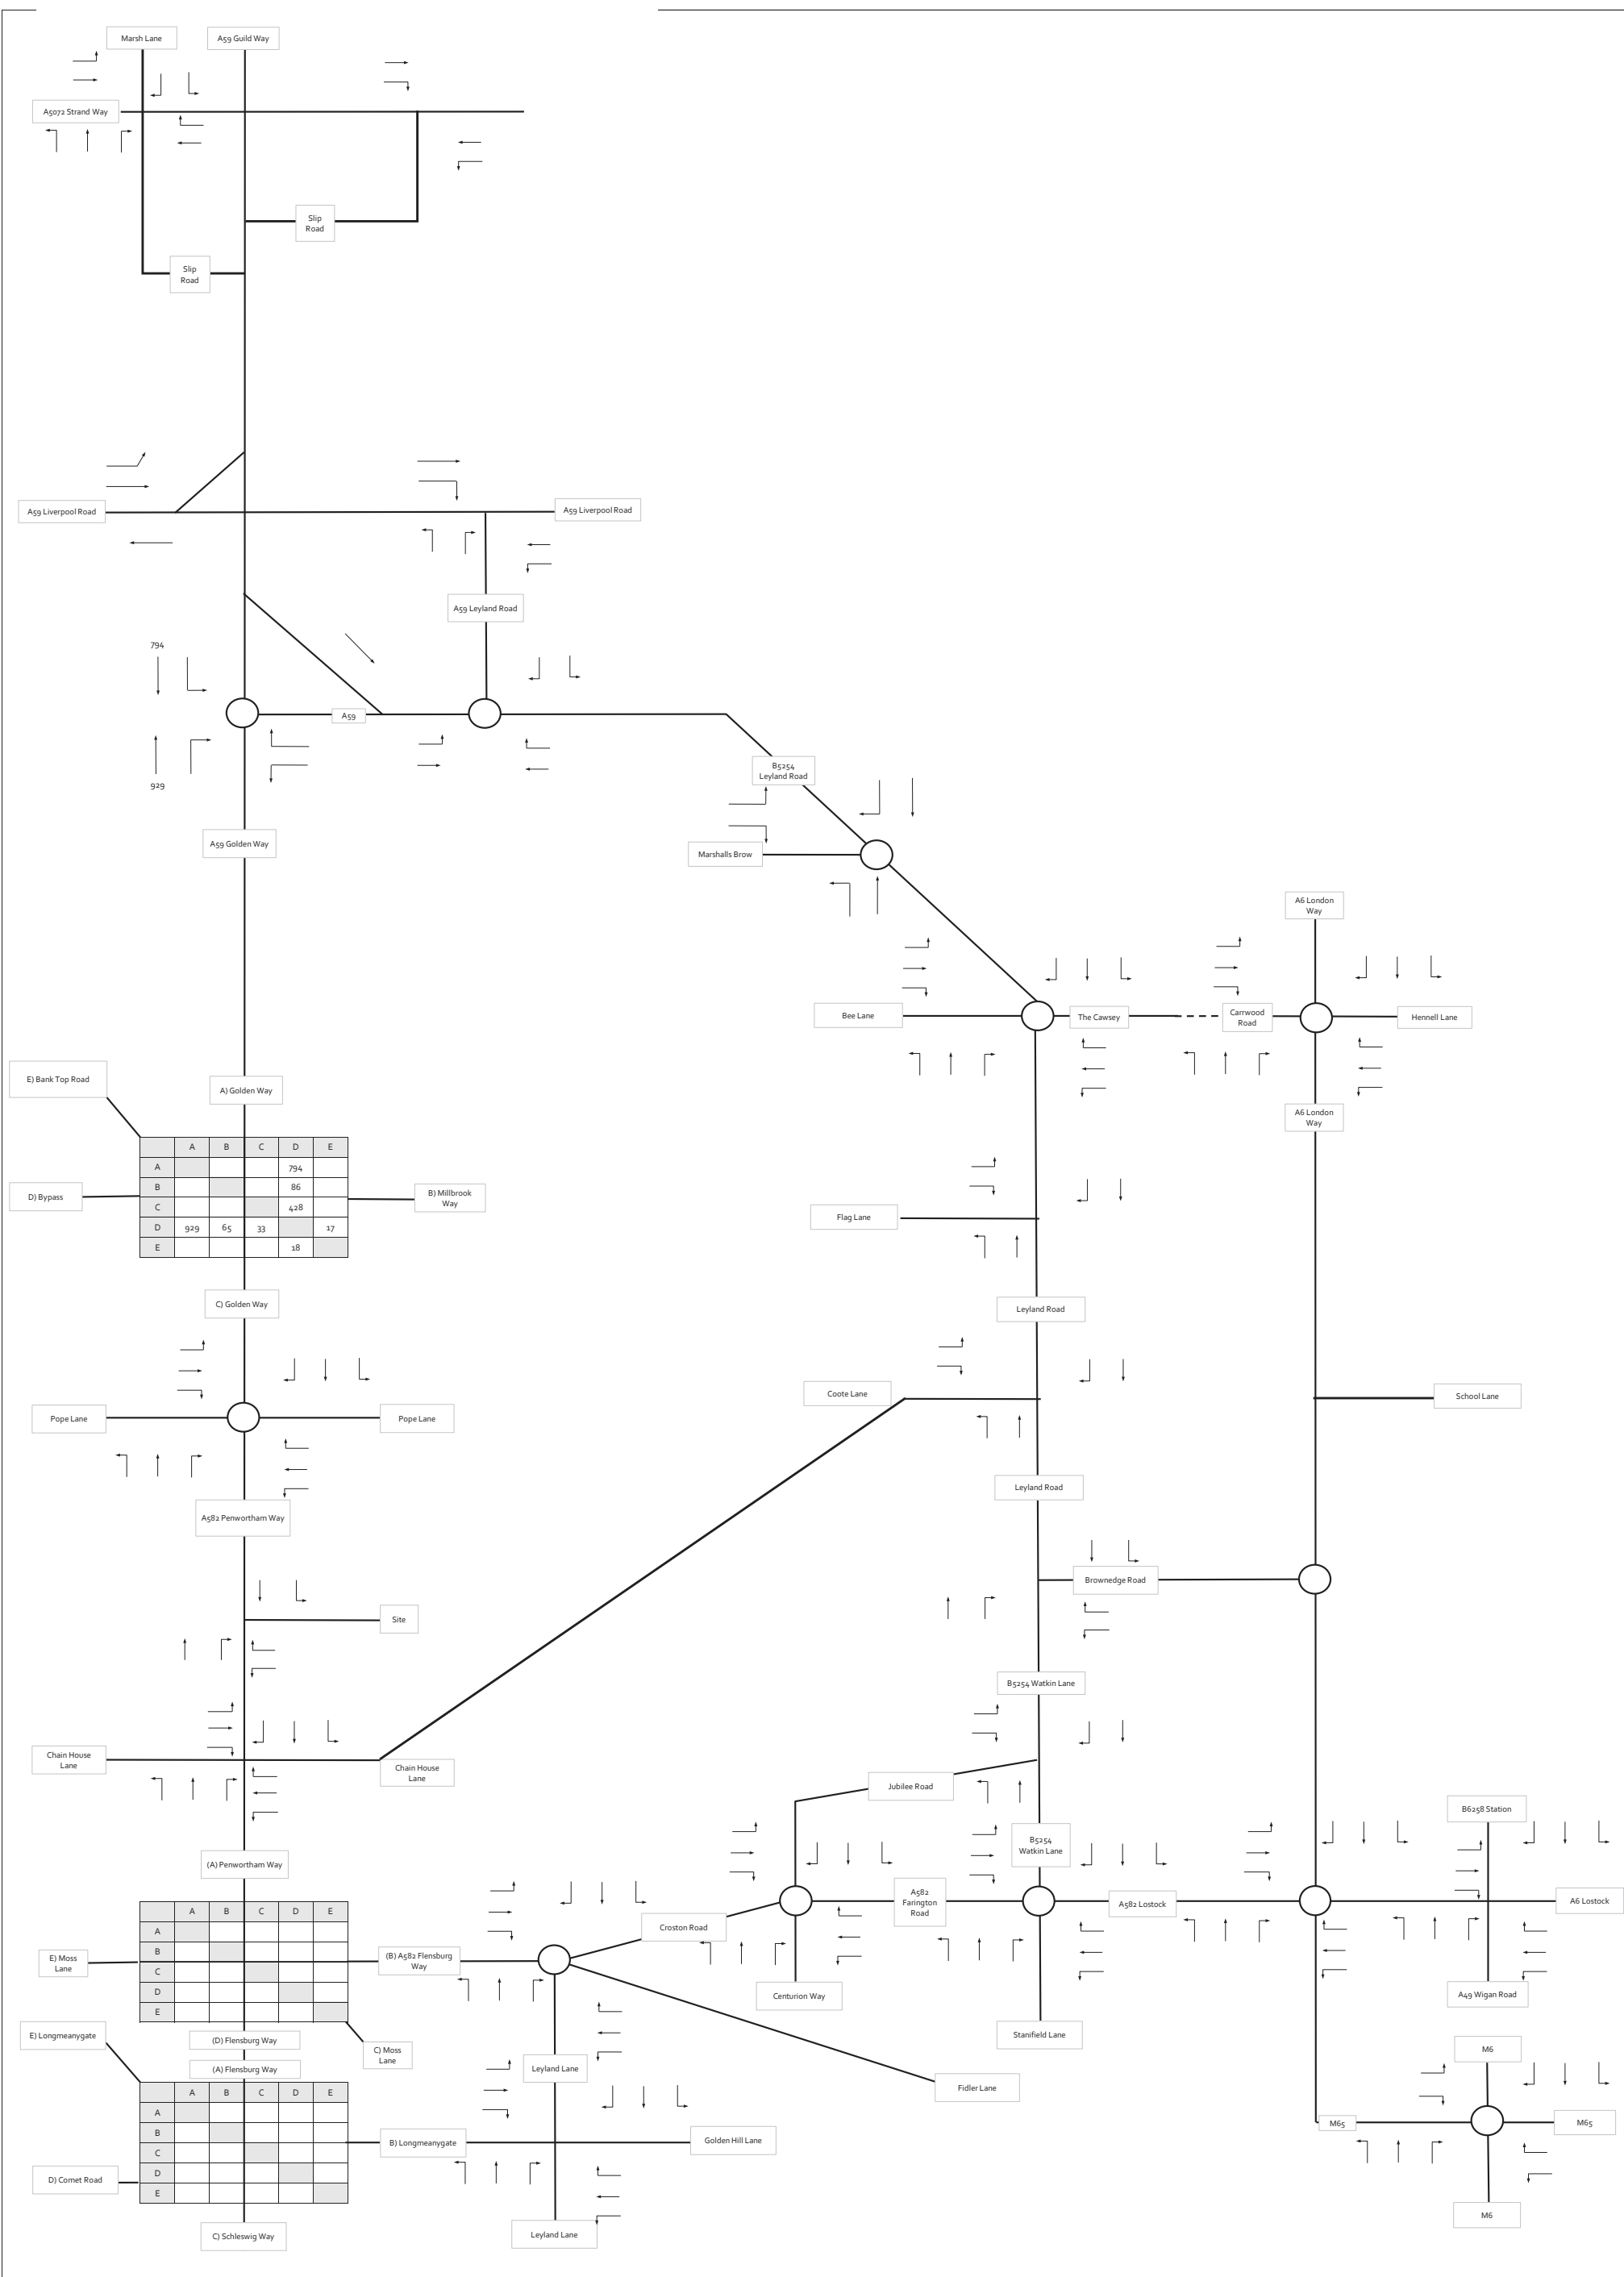 Marsh Lane
A59 Guild Way
A5072 Strand Way
Slip
Road
Slip
Road
A59 Liverpool Road
A59 Liverpool Road
A59 Leyland Road
794
A59
929
B5254
Leyland Road
A59 Golden Way
Marshalls Brow
A6 London
Way
Bee Lane
The Cawsey
Carrwood
Road
Hennell Lane
E) Bank Top Road
A) Golden Way
A6 London
Way
A B C D E
A 794
B 86
C 428
D 929 65 33 17
E 18
D) Bypass
B) Millbrook
Way
Flag Lane
C) Golden Way
Leyland Road
Coote Lane
School Lane
Pope Lane
Pope Lane
Leyland Road
A582 Penwortham Way
Brownedge Road
Site
B5254 Watkin Lane
Chain House
Lane
Chain House
Lane
Jubilee Road
B6258 Station
B5254
Watkin Lane
(A) Penwortham Way
A582
Farington
Road
A582 Lostock
A6 Lostock
A B C D E
A
B
C
D
E
Croston Road
E) Moss
Lane
(B) A582 Flensburg
Way
Centurion Way
A49 Wigan Road
E) Longmeanygate
(D) Flensburg Way
Stanifield Lane
C) Moss
Lane
M6
(A) Flensburg Way
Leyland Lane
Fidler Lane
A B C D E
A
B
C
D
E
M65
M65
B) Longmeanygate
Golden Hill Lane
D) Comet Road
M6
C) Schleswig Way
Leyland Lane